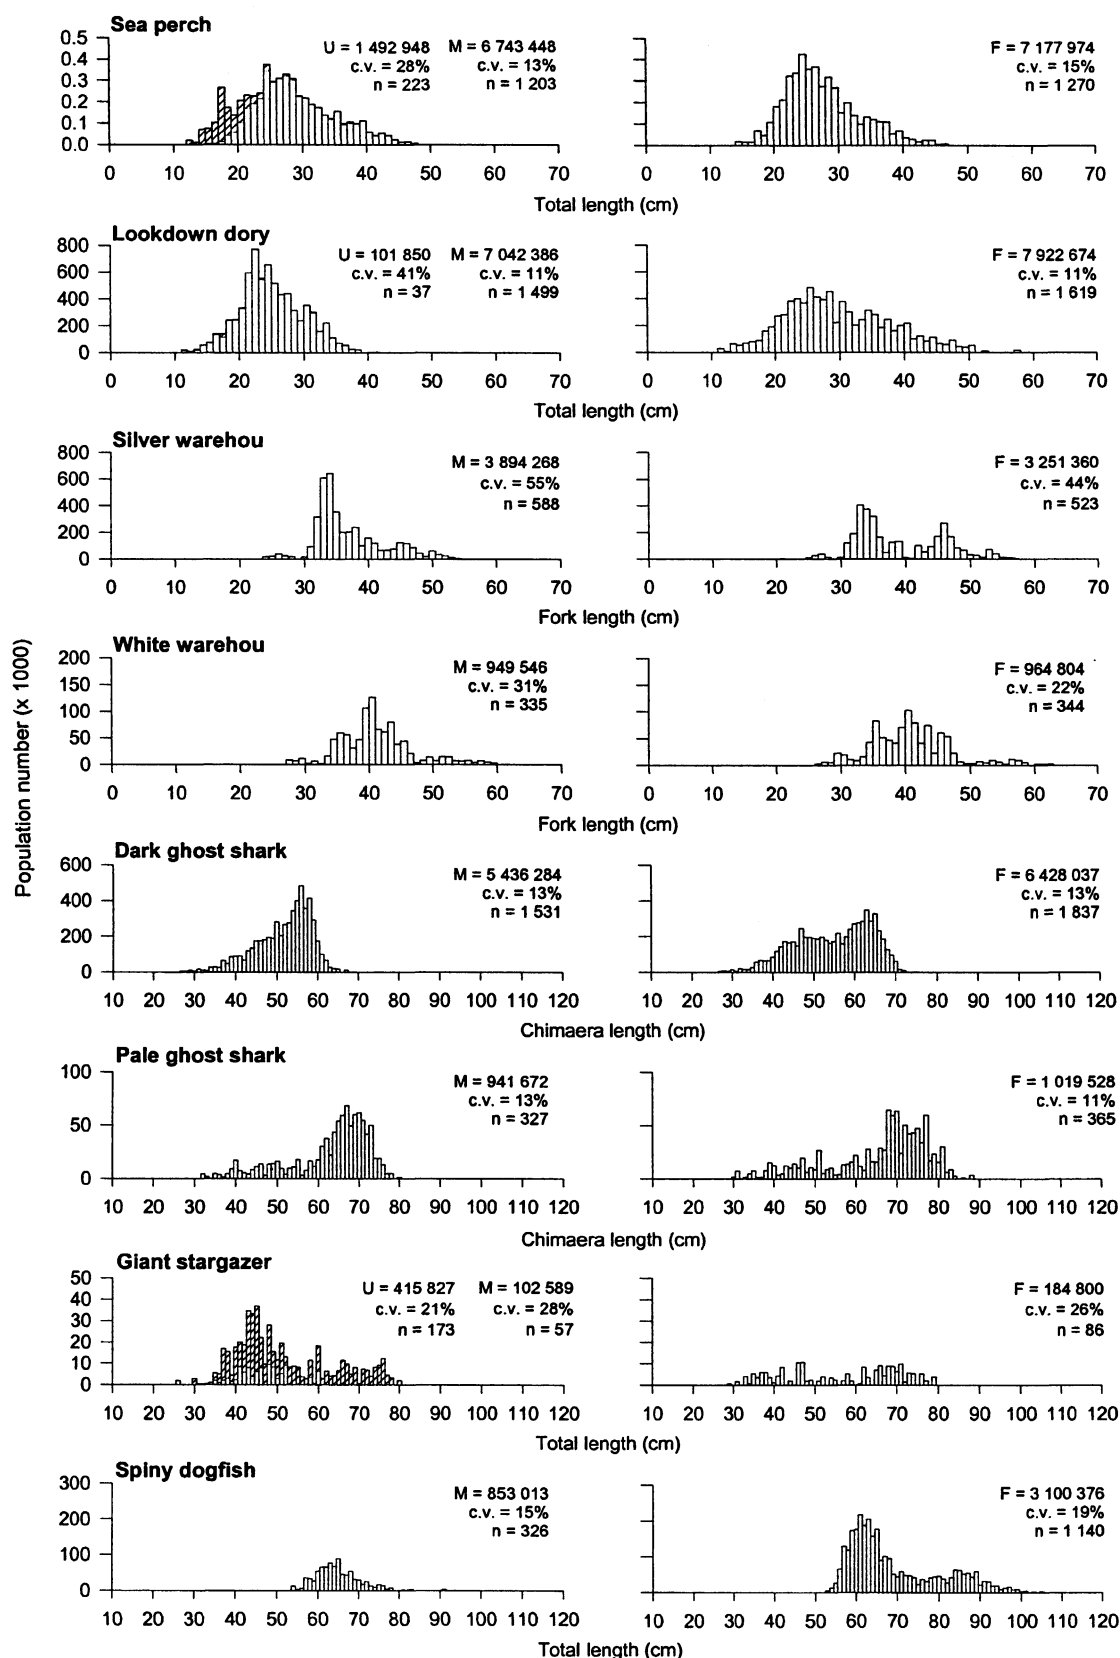 Population number (x 1000)
Sea perch
U = 1 492 948 M = 6 743 448 F = 7 177 974
c.v. = 28% c.v. = 13% c.v. = 15%
n = 223 n = 1 203 n = 1 270
0.5
0.4
0.3
0.2
0.1
0.0
0 10 20 30 40 50 60 70 0 10 20 30 40 50 60 70
Total length (cm)
Lookdown dory
U = 101 850 M = 7 042 386 F = 7 922 674
c.v. = 41% c.v. = 11% c.v. = 11%
n = 37 n = 1 499 n = 1 619
800
600
400
200
0
0 10 20 30 40 50 60 70 0 10 20 30 40 50 60 70
Total length (cm)
Silver warehou
M = 3 894 268 F = 3 251 360
c.v. = 55% c.v. = 44%
n = 588 n = 523
800
600
400
200
0
0 10 20 30 40 50 60 70 0 10 20 30 40 50 60 70
Fork length (cm)
White warehou
M = 949 546 F = 964 804
c.v. = 31% c.v. = 22%
n = 335 n = 344
200
150
100
50
0
0 10 20 30 40 50 60 70 0 10 20 30 40 50 60 70
Fork length (cm)
Dark ghost shark
M = 5 436 284 F = 6 428 037
c.v. = 13% c.v. = 13%
n = 1 531 n = 1 837
600
400
200
0
10 20 30 40 50 60 70 80 90 100 110 120 10 20 30 40 50 60 70 80 90 100 110 120
Chimaera length (cm)
Pale ghost shark
M = 941 672 F = 1 019 528
c.v. = 13% c.v. = 11%
n = 327 n = 365
100
50
0
10 20 30 40 50 60 70 80 90 100 110 120 10 20 30 40 50 60 70 80 90 100 110 120
Chimaera length (cm)
Giant stargazer
U = 415 827 M = 102 589 F = 184 800
c.v. = 21% c.v. = 28% c.v. = 26%
n = 173 n = 57 n = 86
50
40
30
20
10
0
10 20 30 40 50 60 70 80 90 100 110 120 10 20 30 40 50 60 70 80 90 100 110 120
Total length (cm)
Spiny dogfish
M = 853 013 F = 3 100 376
c.v. = 15% c.v. = 19%
n = 326 n = 1 140
300
200
100
0
10 20 30 40 50 60 70 80 90 100 110 120 10 20 30 40 50 60 70 80 90 100 110 120
Total length (cm)